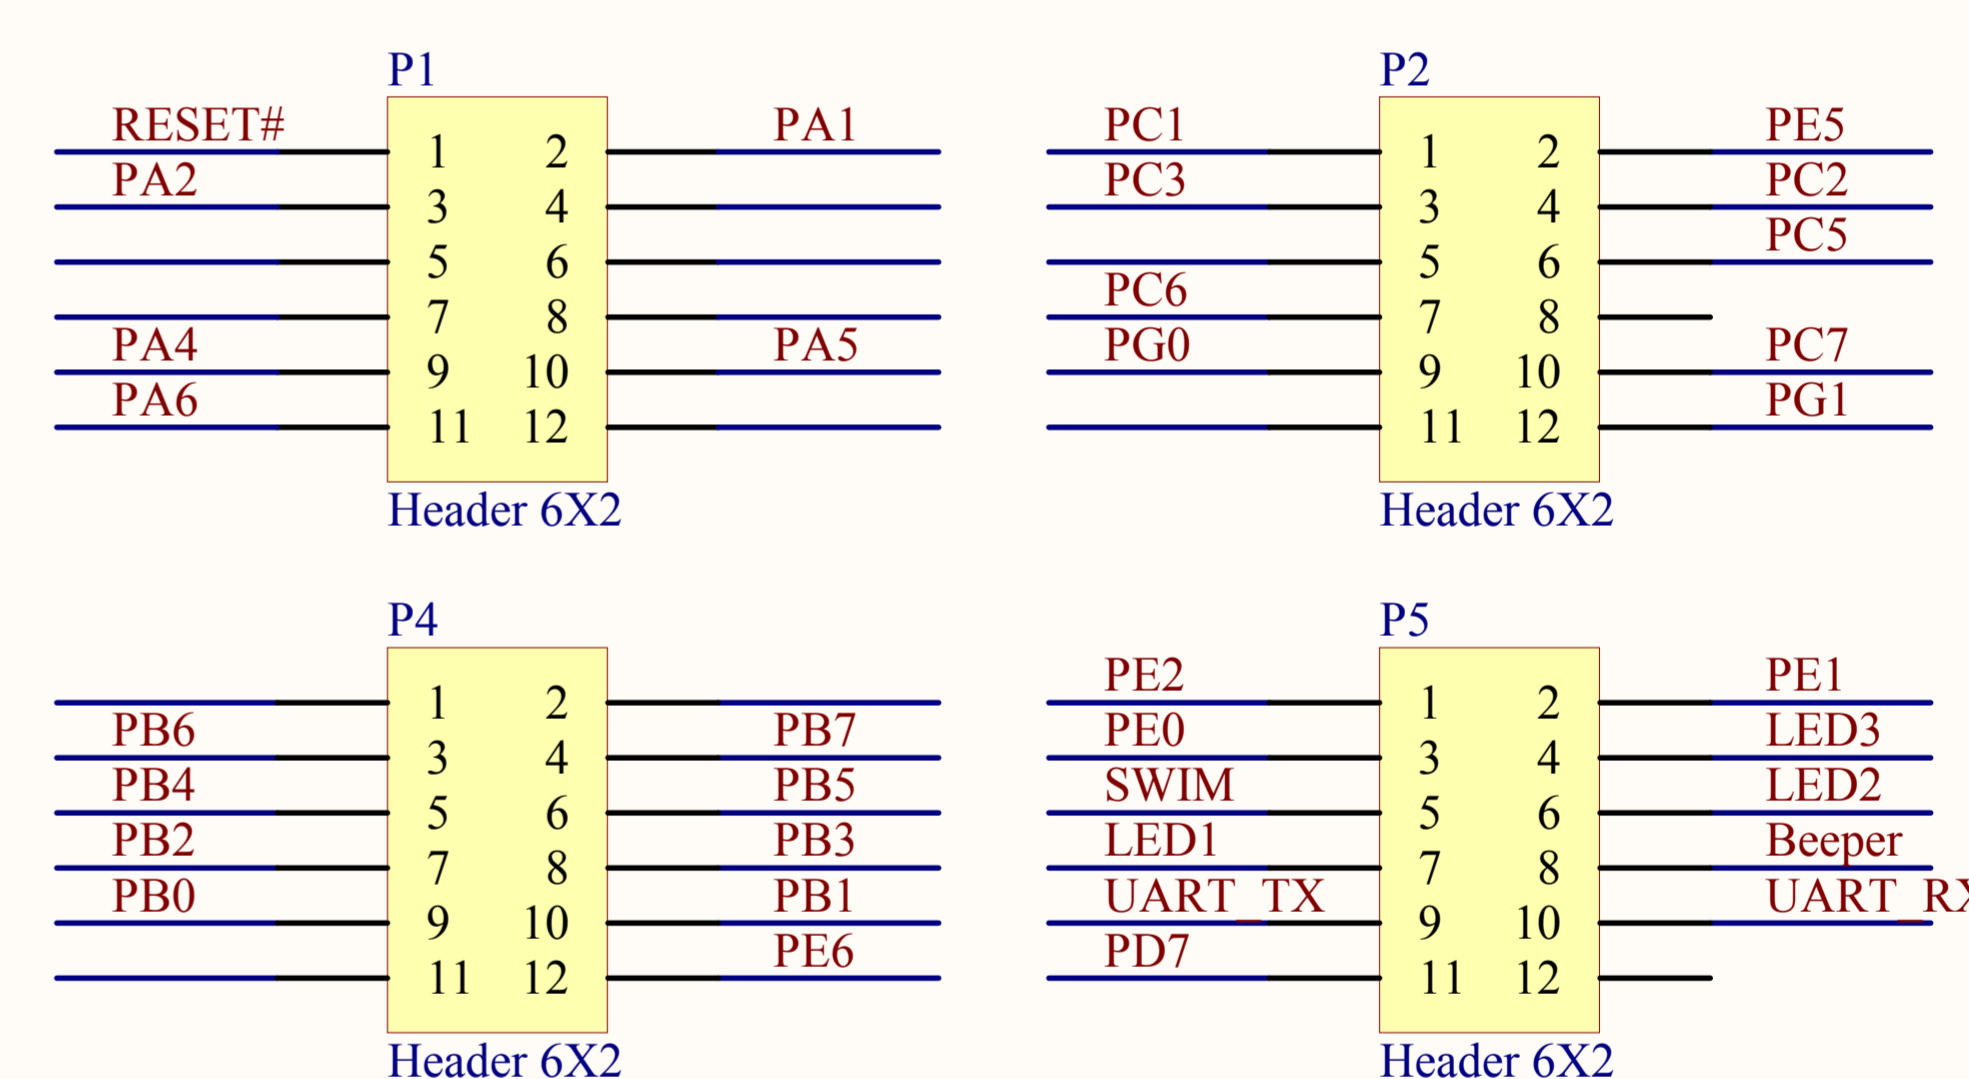 P1
RESET# 1 2 PA1
PA2 3 4
5 6
7 8
PA4 9 10 PA5
PA6 11 12
Header 6X2
P2
PC1 1 2 PE5
PC3 3 4 PC2
5 6 PC5
PC6 7 8
PG0 9 10 PC7
11 12 PG1
Header 6X2
P4
1 2
PB6 3 4 PB7
PB4 5 6 PB5
PB2 7 8 PB3
PB0 9 10 PB1
11 12 PE6
Header 6X2
P5
PE2 1 2 PE1
PE0 3 4 LED3
SWIM 5 6 LED2
LED1 7 8 Beeper
UART_TX 9 10 UART_RX
PD7 11 12
Header 6X2